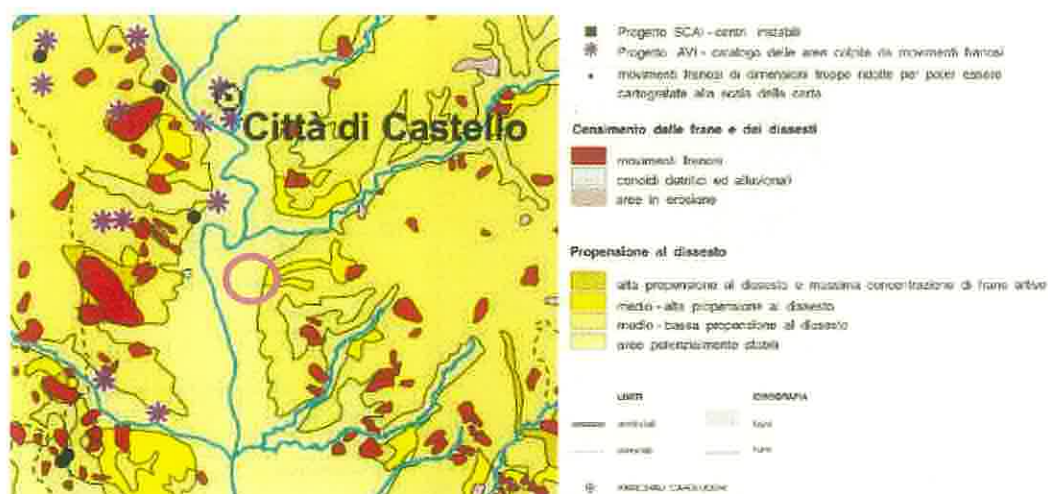 Città di Castello
Progetto SCAI - centri instabili
Progetto AVI - catalogo delle aree colpite da movimenti franosi
movimenti franosi di dimensioni troppo ridotte per poter essere
cartografate alla scala della carta
Censimento delle frane e dei dissesti
movimenti franosi
conoidi detritici ed alluvionali
aree in erosione
Propensione al dissesto
alta propensione al dissesto e massima concentrazione di frane attive
medio - alta propensione al dissesto
medio - bassa propensione al dissesto
aree potenzialmente stabili
LIMITI
IDROGRAFIA
fiumi